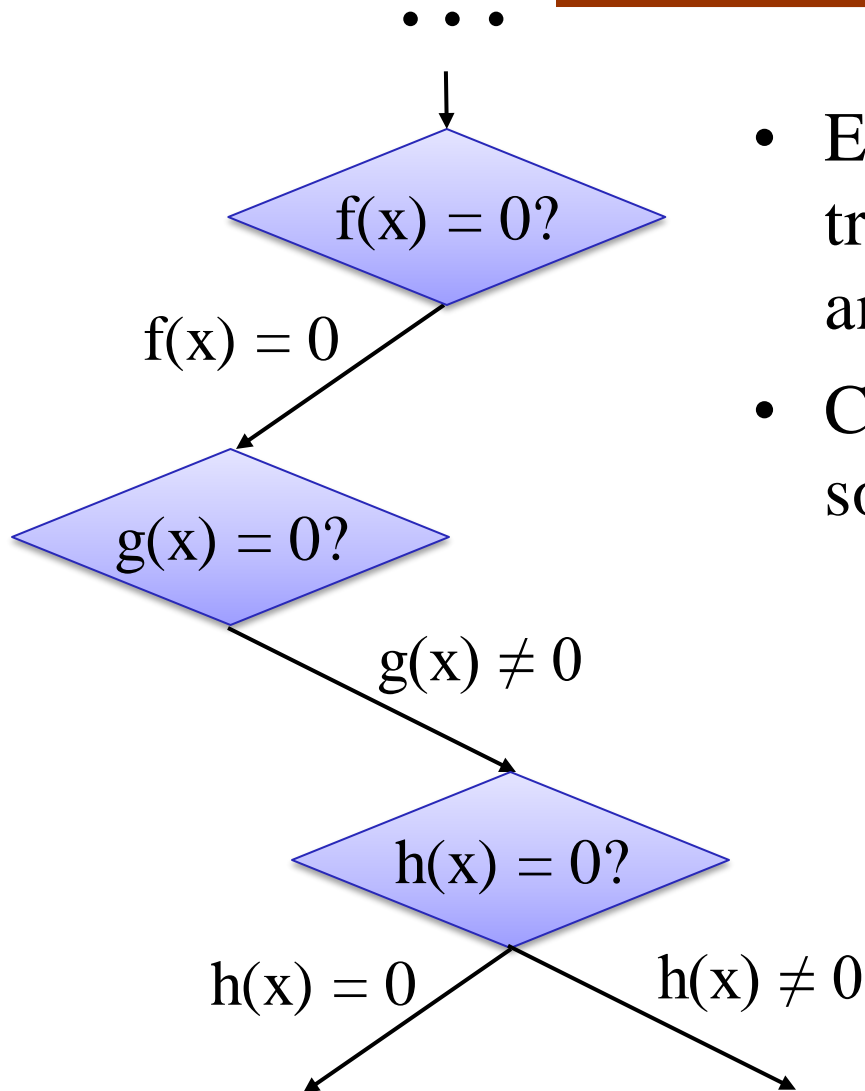 • • •
f(x) = 0?
f(x) = 0
g(x) = 0?
g(x) ≠ 0
h(x) = 0?
h(x) = 0
h(x) ≠ 0
•
•